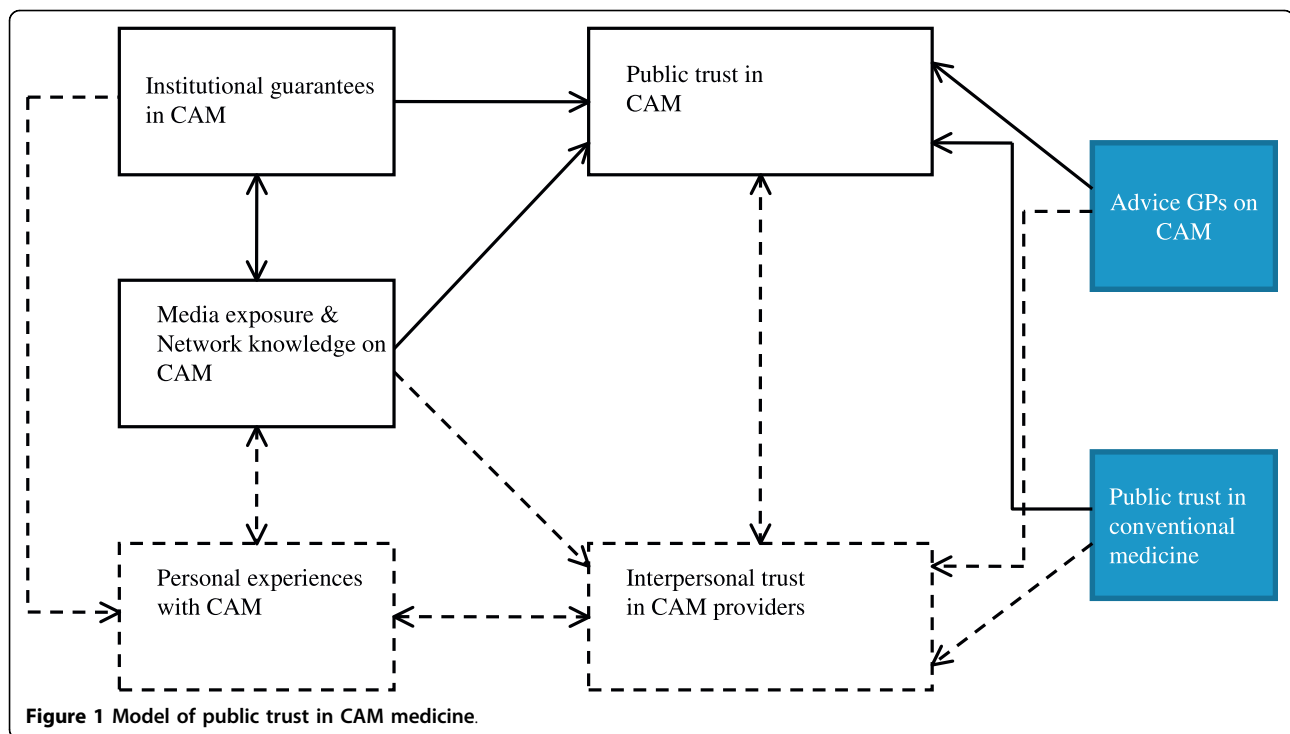 Institutional guarantees
in CAM
Public trust in
CAM
Advice GPs on
CAM
Media exposure &
Network knowledge on
CAM
Public trust in
conventional
medicine
Personal experiences
with CAM
Interpersonal trust
in CAM providers
Figure 1 Model of public trust in CAM medicine.